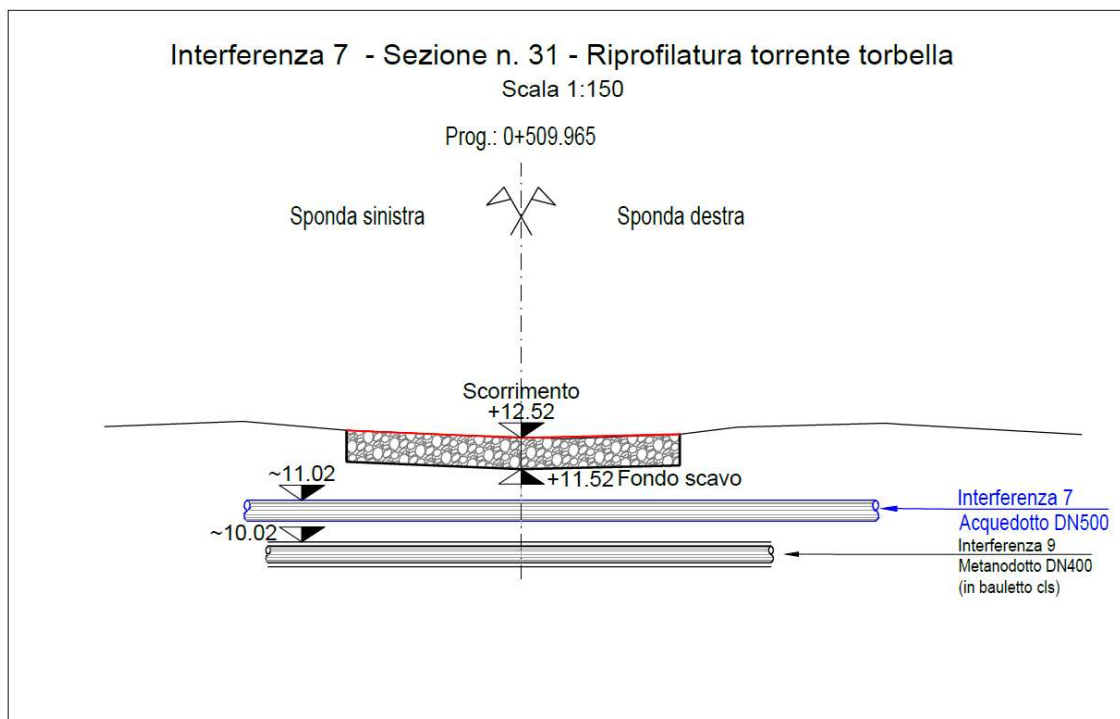 Interferenza 7 - Sezione n. 31 - Riprofilatura torrente torbella
Scala 1:150
Prog.: 0+509.965
Sponda sinistra
Sponda destra
Scorrimento
+12.52
+11.52 Fondo scavo
~11.02
~10.02
Interferenza 7
Acquedotto DN500
Interferenza 9
Metanodotto DN400
(in bauletto cls)